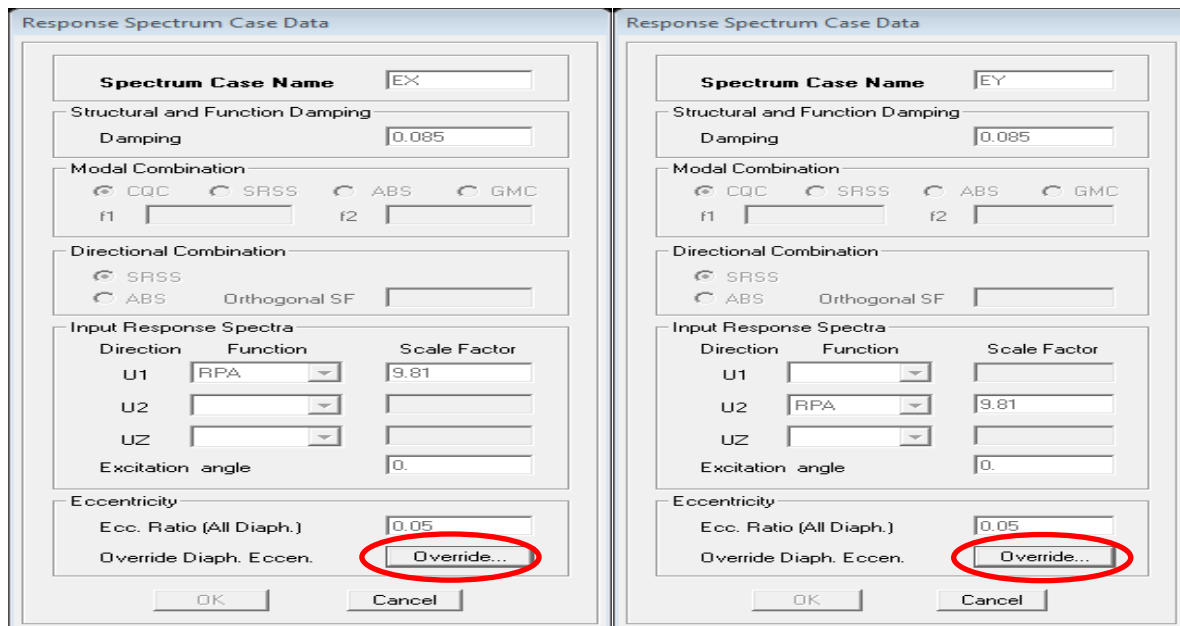 Response Spectrum Case Data
Spectrum Case Name EX
Structural and Function Damping
Damping 0.085
Modal Combination
CQC SRSS ABS GMC
f1 f2
Directional Combination
SRSS
ABS Orthogonal SF
Input Response Spectra
Direction Function Scale Factor
U1 RPA 9.81
U2
UZ
Excitation angle 0.
Eccentricity
Ecc. Ratio (All Diaph.) 0.05
Override Diaph. Eccen. Override...
OK Cancel
Response Spectrum Case Data
Spectrum Case Name EY
Structural and Function Damping
Damping 0.085
Modal Combination
CQC SRSS ABS GMC
f1 f2
Directional Combination
SRSS
ABS Orthogonal SF
Input Response Spectra
Direction Function Scale Factor
U1
U2 RPA 9.81
UZ
Excitation angle 0.
Eccentricity
Ecc. Ratio (All Diaph.) 0.05
Override Diaph. Eccen. Override...
OK Cancel